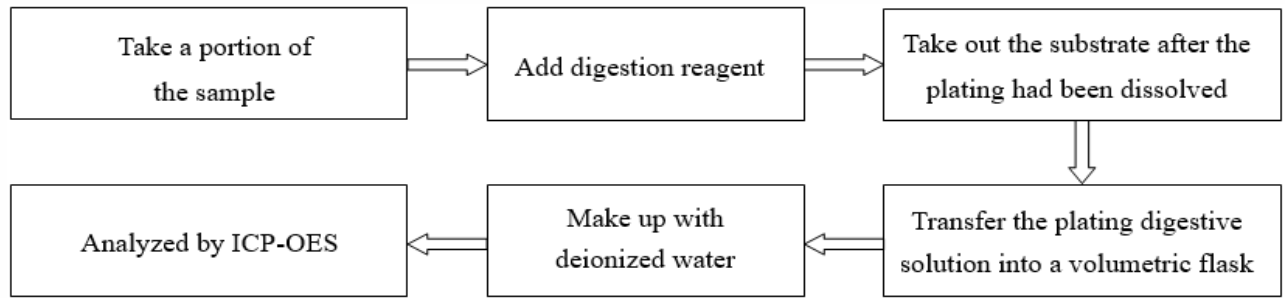 Take a portion of
the sample
Add digestion reagent
Take out the substrate after the
plating had been dissolved
Transfer the plating digestive
solution into a volumetric flask
Make up with
deionized water
Analyzed by ICP-OES